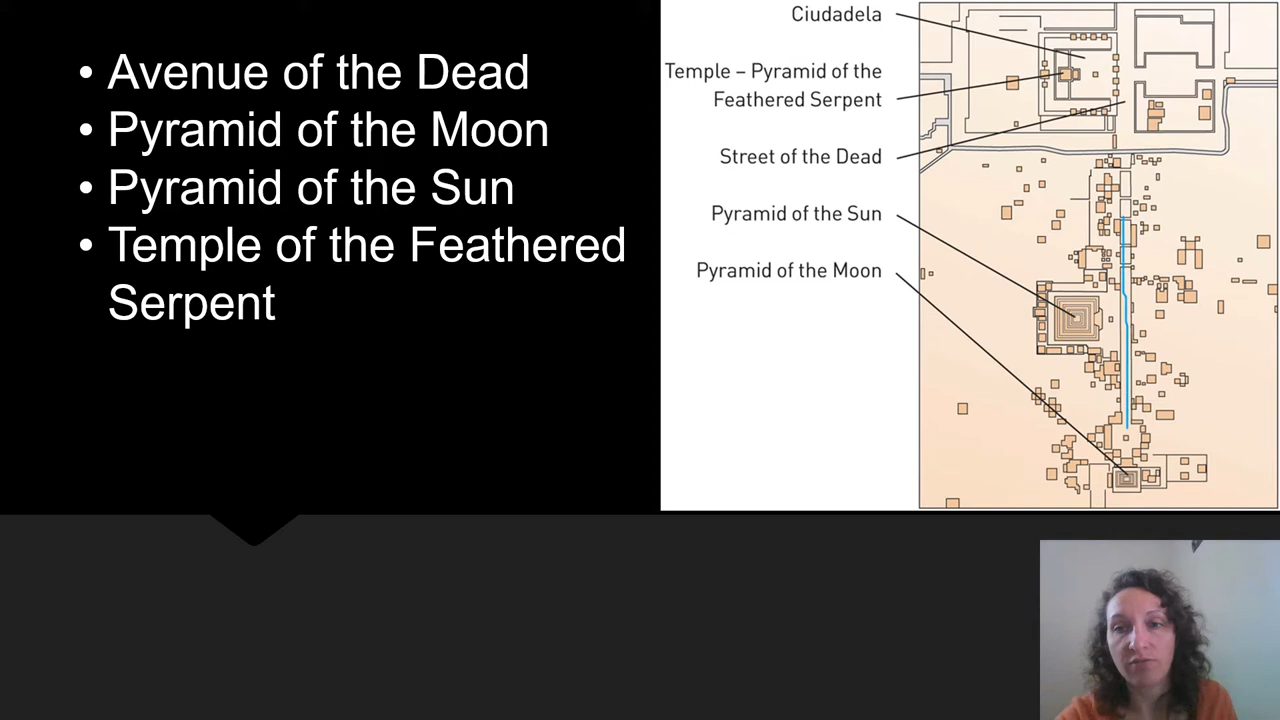 • Avenue of the Dead
• Pyramid of the Moon
• Pyramid of the Sun
• Temple of the Feathered
Serpent
Ciudadela
Temple – Pyramid of the
Feathered Serpent
Street of the Dead
Pyramid of the Sun
Pyramid of the Moon